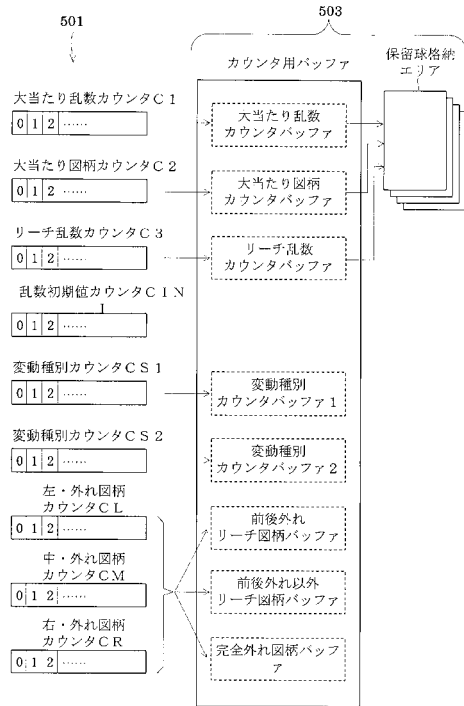 501
503
カウンタ用バッファ
保留球格納
エリア
大当たり乱数カウンタC1
0 1 2 ……
大当たり乱数
カウンタバッファ
大当たり図柄カウンタC2
0 1 2 ……
大当たり図柄
カウンタバッファ
リーチ乱数カウンタC3
0 1 2 ……
リーチ乱数
カウンタバッファ
乱数初期値カウンタCIN
I
0 1 2 ……
変動種別カウンタCS1
0 1 2 ……
変動種別
カウンタバッファ1
変動種別カウンタCS2
0 1 2 ……
変動種別
カウンタバッファ2
左・外れ図柄
カウンタCL
0 1 2 ……
前後外れ
リーチ図柄バッファ
中・外れ図柄
カウンタCM
0 1 2 ……
前後外れ以外
リーチ図柄バッファ
右・外れ図柄
カウンタCR
0 1 2 ……
完全外れ図柄バッフ
ァ